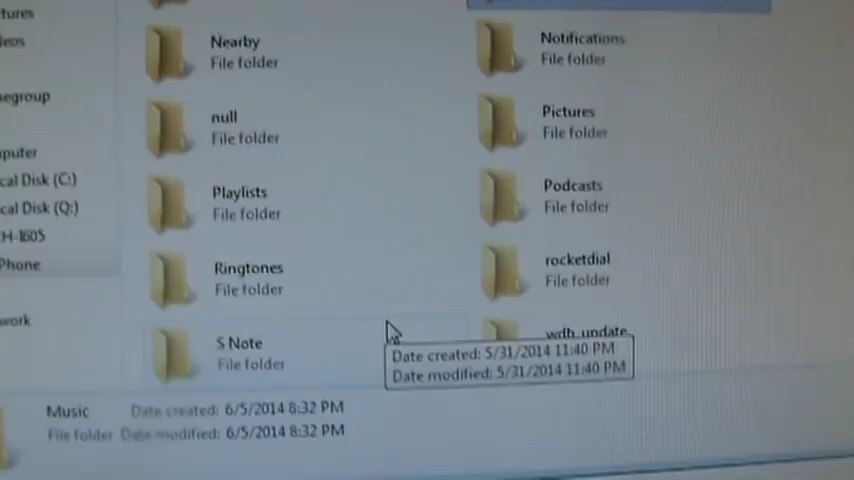 tures
eos
egroup
puter
cal Disk (C:)
cal Disk (Q:)
H-I605
Phone
work
Nearby
File folder
null
File folder
Playlists
File folder
Ringtones
File folder
S Note
File folder
Notifications
File folder
Pictures
File folder
Podcasts
File folder
rocketdial
File folder
wdh_update
Date created: 5/31/2014 11:40 PM
Date modified: 5/31/2014 11:40 PM
Music Date created: 6/5/2014 8:32 PM
File folder Date modified: 6/5/2014 8:32 PM